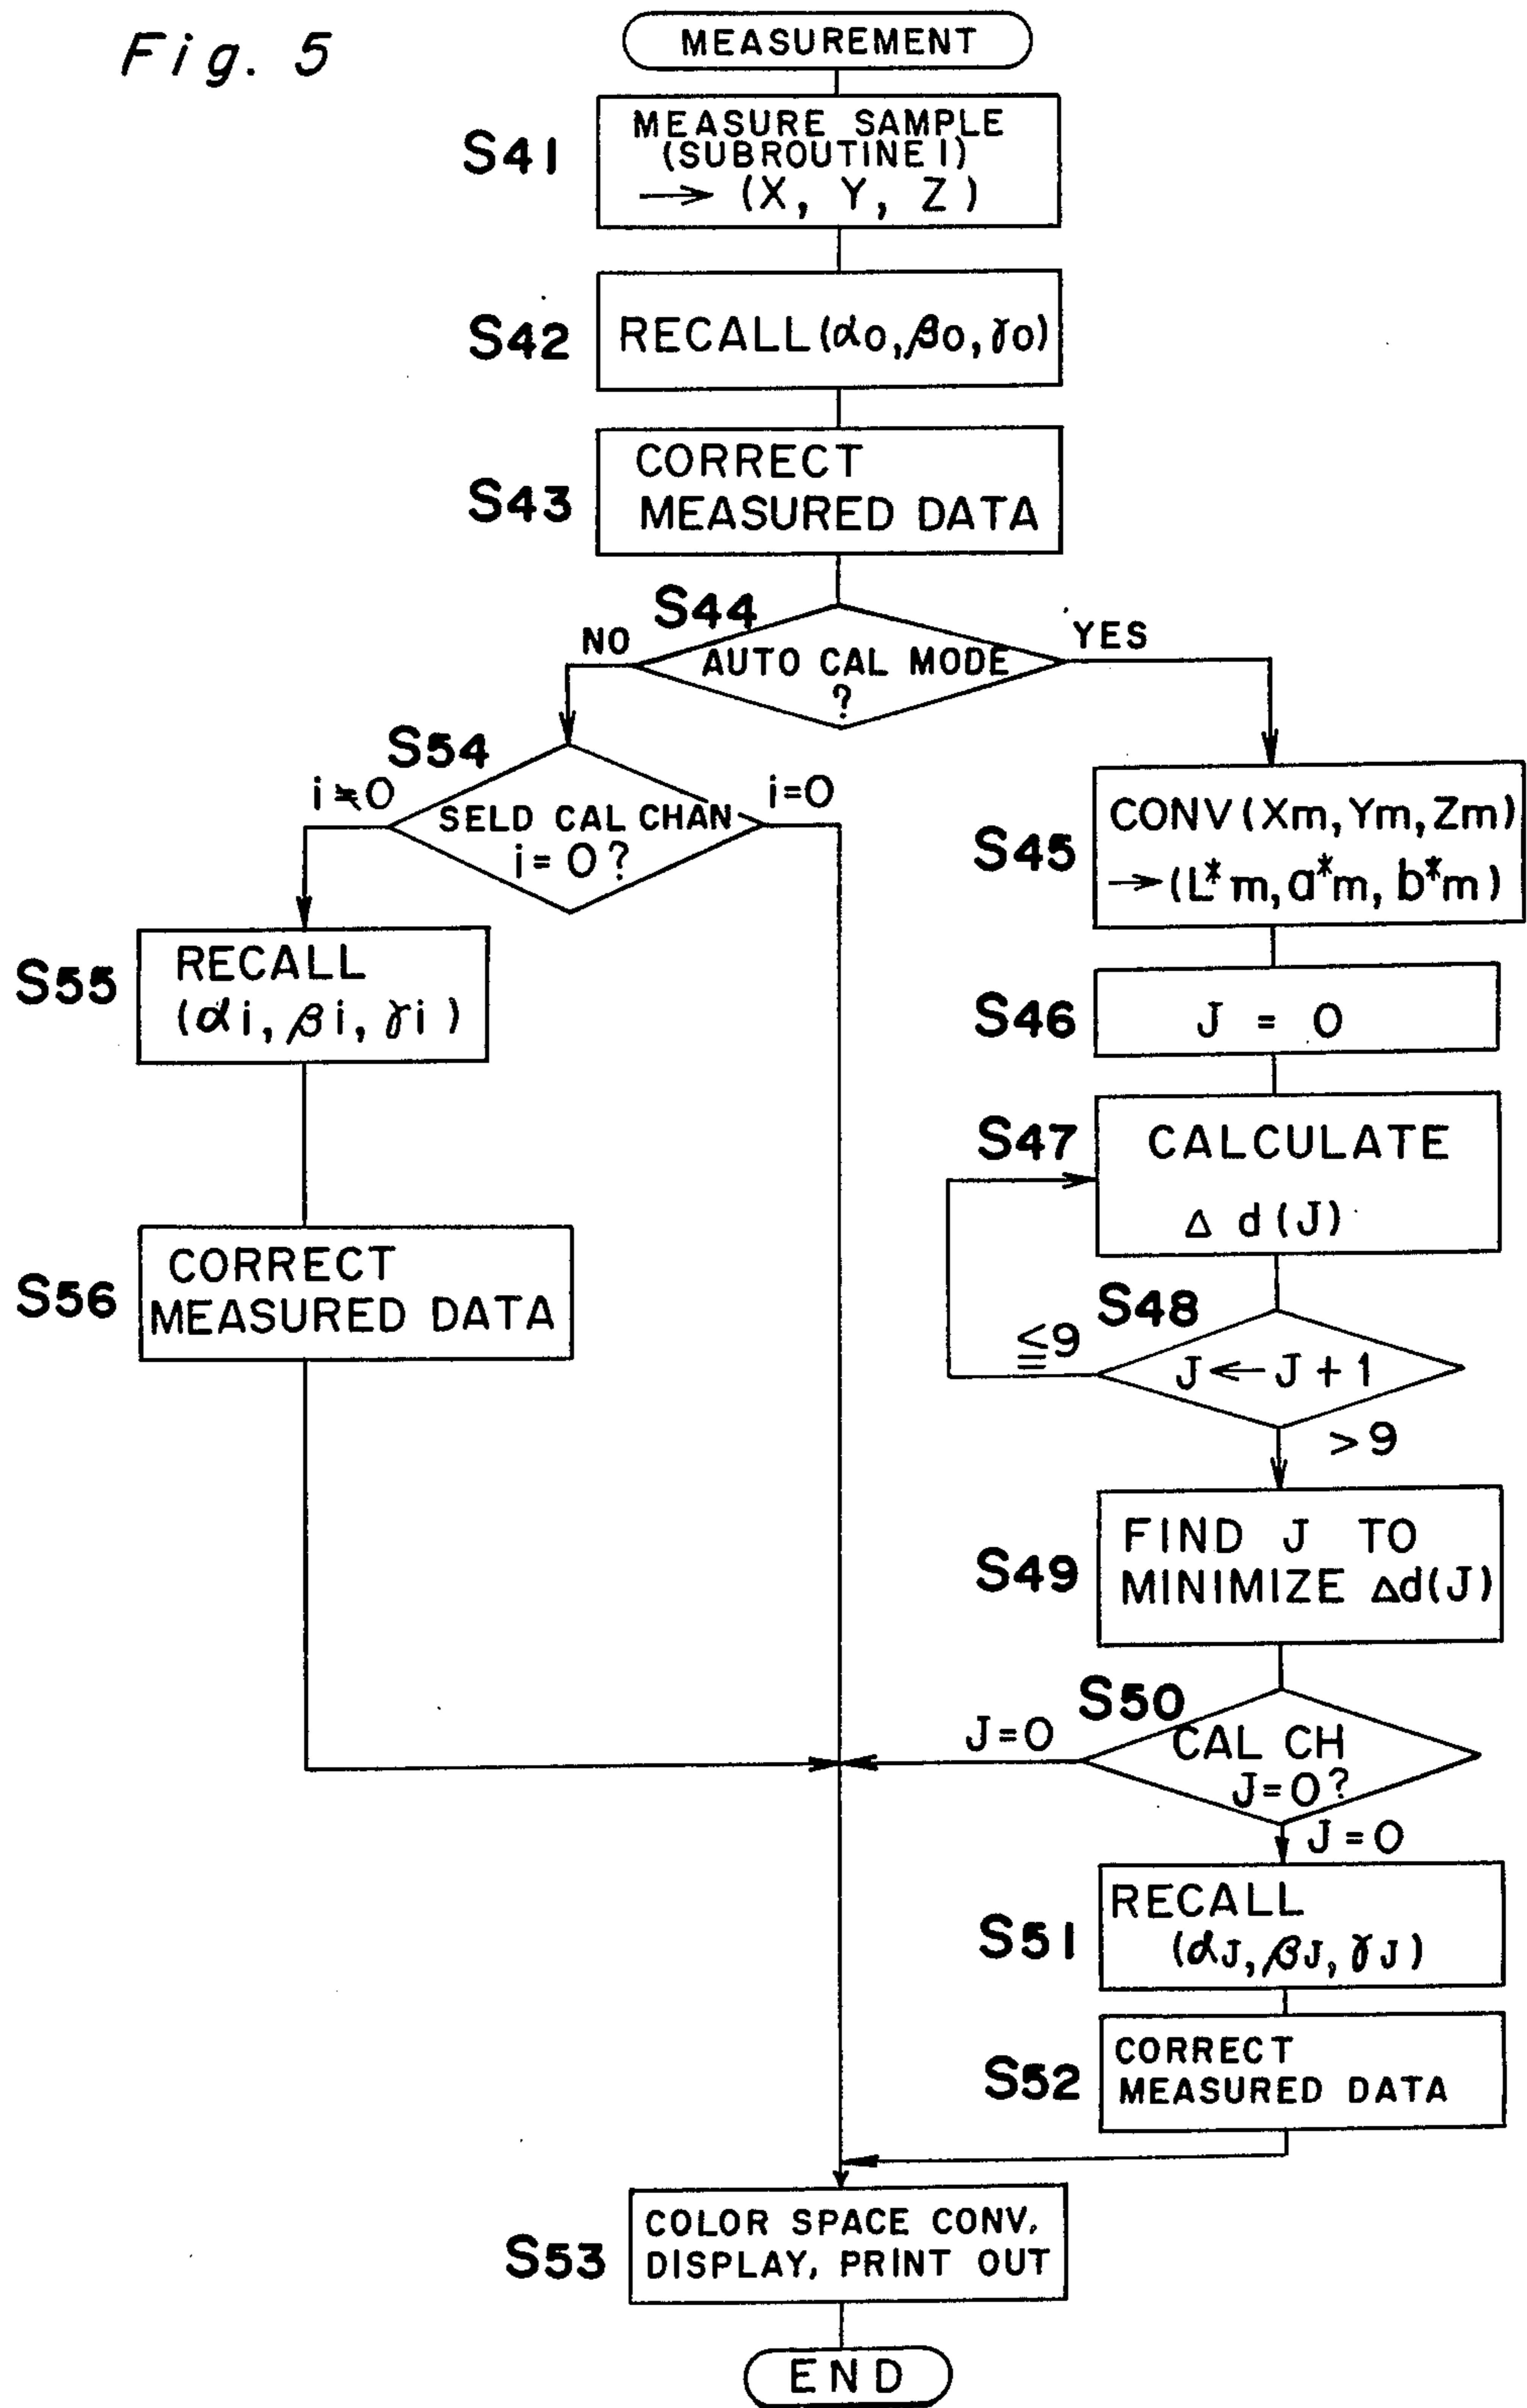 Fig. 5
MEASUREMENT
S41
MEASURE SAMPLE
(SUBROUTINE I)
→ (X, Y, Z)
S42
RECALL (αo, βo, γo)
S43
CORRECT
MEASURED DATA
S44
NO
YES
AUTO CAL MODE
?
S54
i≠0
i=0
SELD CAL CHAN
i=0?
S45
CONV(Xm, Ym, Zm)
→(L*m, a*m, b*m)
S55
RECALL
(αi, βi, γi)
S46
J = 0
S47
CALCULATE
Δ d(J)
S56
CORRECT
MEASURED DATA
S48
≦9
J←J+1
>9
S49
FIND J TO
MINIMIZE Δd(J)
S50
J=0
CAL CH
J=0?
J=0
S51
RECALL
(αJ, βJ, γJ)
S52
CORRECT
MEASURED DATA
S53
COLOR SPACE CONV.
DISPLAY, PRINT OUT
END